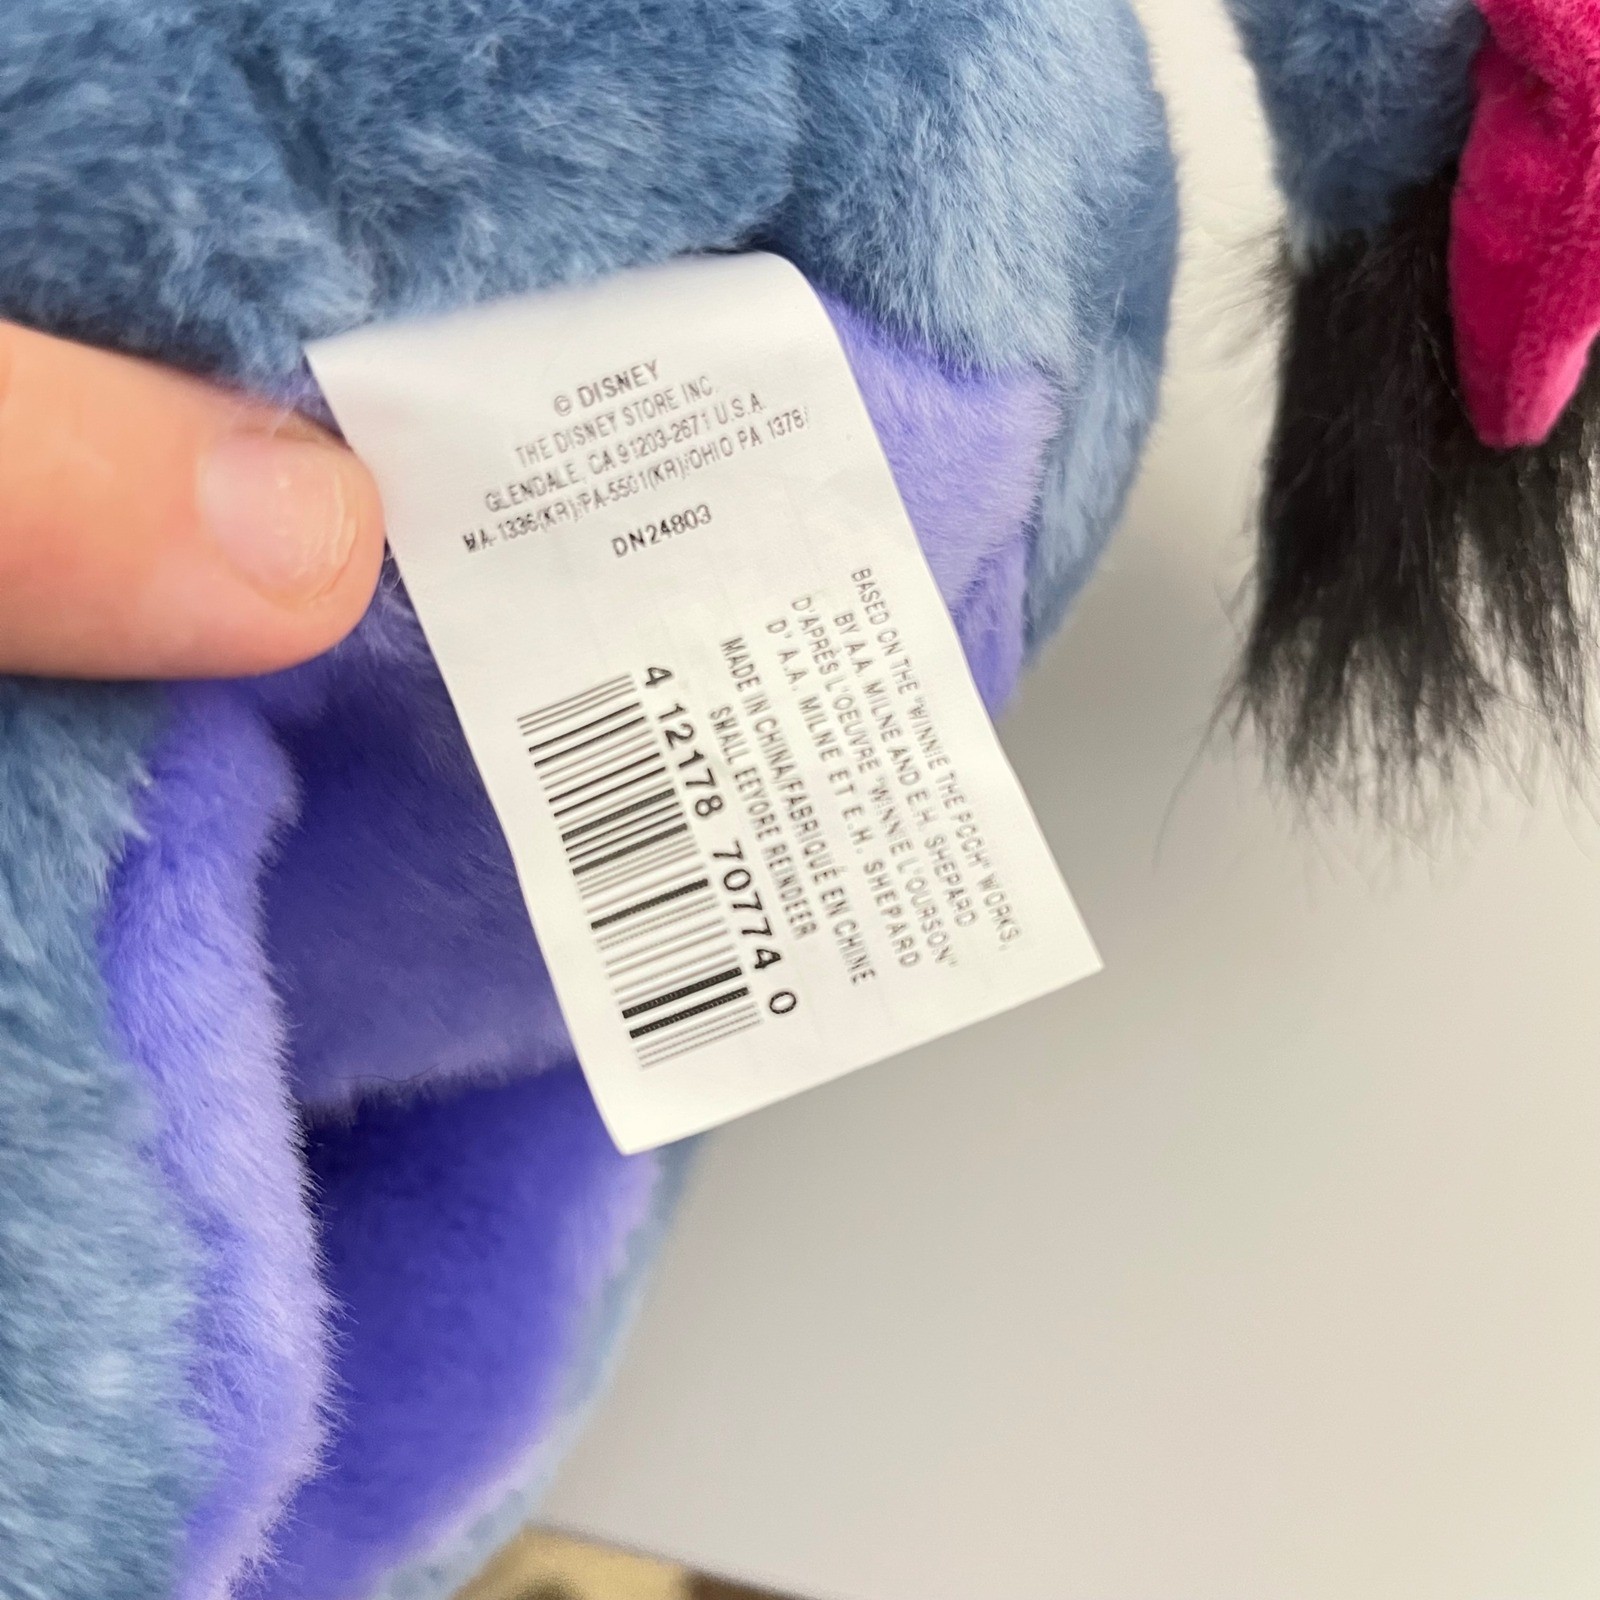 © DISNEY
THE DISNEY STORE INC.
GLENDALE, CA 91203-2671 U.S.A.
MA-1336(KR)/PA-5501(KR)/OHIO PA 1378/
DN24803
BASED ON THE "WINNIE THE POOH" WORKS,
BY A.A. MILNE AND E.H. SHEPARD
D'APRÈS L'OEUVRE "WINNIE L'OURSON"
D' A.A. MILNE ET E.H. SHEPARD
MADE IN CHINA/FABRIQUÉ EN CHINE
SMALL EEYORE REINDEER
4 12178 70774 0